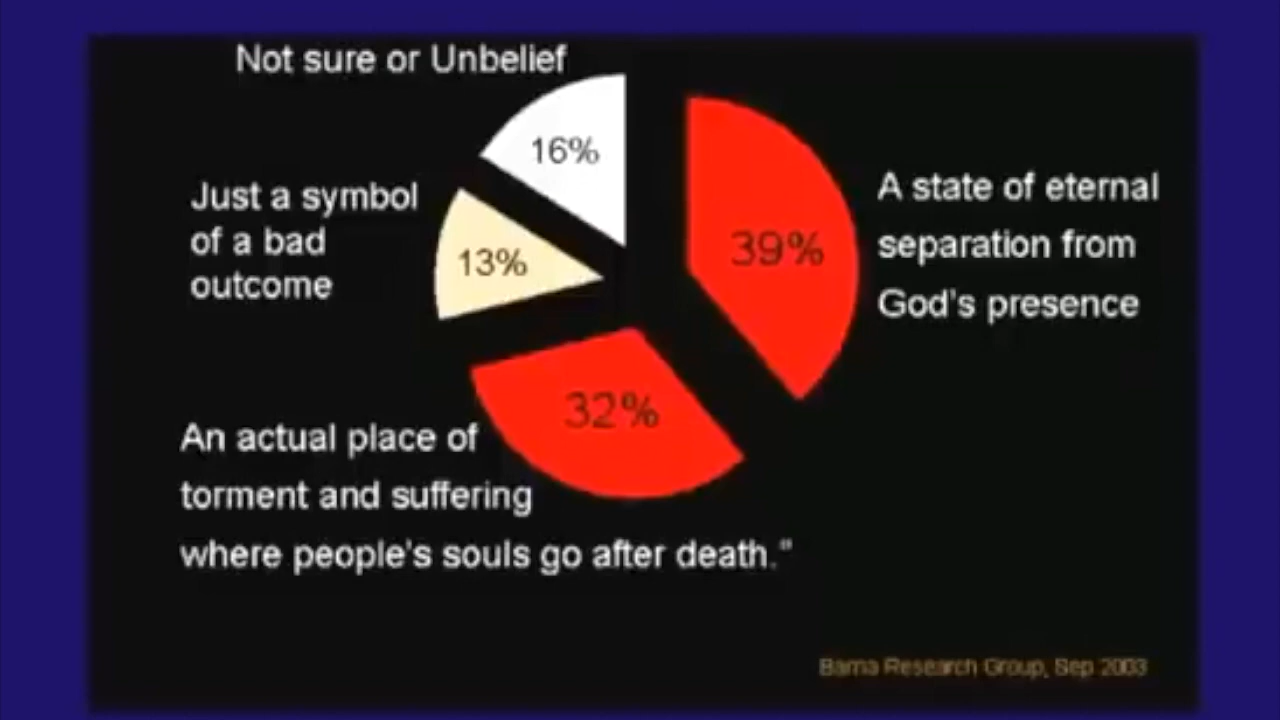 Not sure or Unbelief
16%
Just a symbol
of a bad
outcome
13%
39%
A state of eternal
separation from
God's presence
32%
An actual place of
torment and suffering
where people's souls go after death."
Barna Research Group, Sep 2003